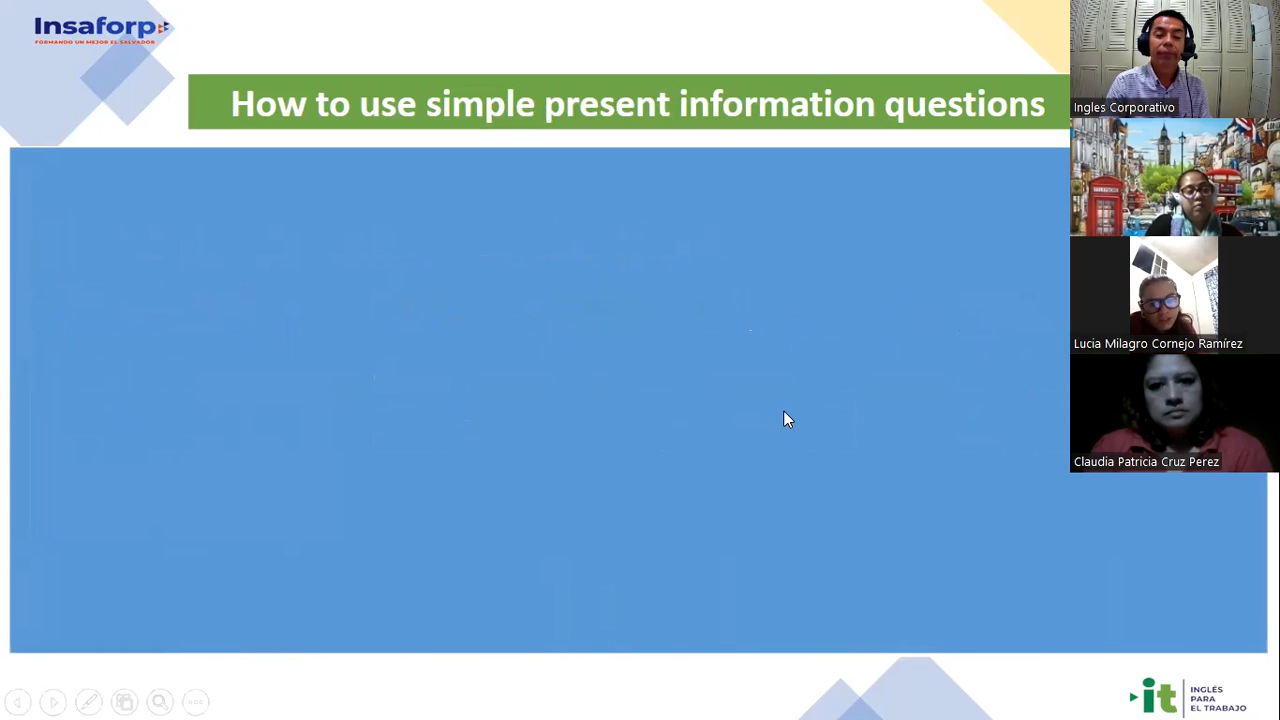 Insaforp
FORMANDO UN MEJOR EL SALVADOR
How to use simple present information questions
Ingles Corporativo
Lucia Milagro Cornejo Ramírez
Claudia Patricia Cruz Perez
it
INGLÉS
PARA
EL TRABAJO